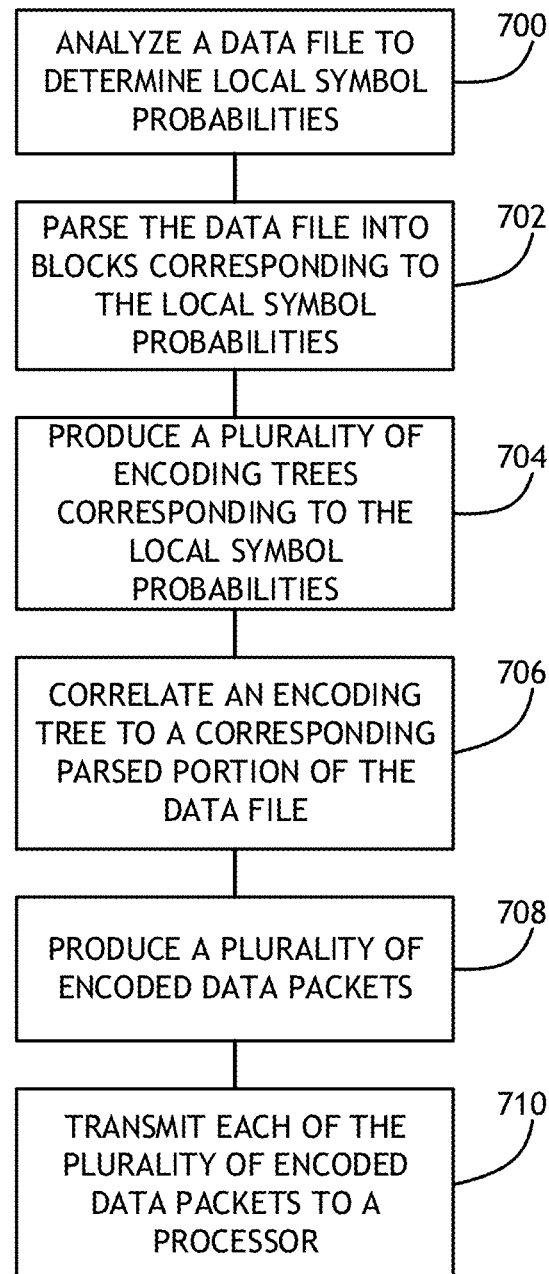 700
ANALYZE A DATA FILE TO
DETERMINE LOCAL SYMBOL
PROBABILITIES
702
PARSE THE DATA FILE INTO
BLOCKS CORRESPONDING TO
THE LOCAL SYMBOL
PROBABILITIES
704
PRODUCE A PLURALITY OF
ENCODING TREES
CORRESPONDING TO THE
LOCAL SYMBOL
PROBABILITIES
706
CORRELATE AN ENCODING
TREE TO A CORRESPONDING
PARSED PORTION OF THE
DATA FILE
708
PRODUCE A PLURALITY OF
ENCODED DATA PACKETS
710
TRANSMIT EACH OF THE
PLURALITY OF ENCODED
DATA PACKETS TO A
PROCESSOR